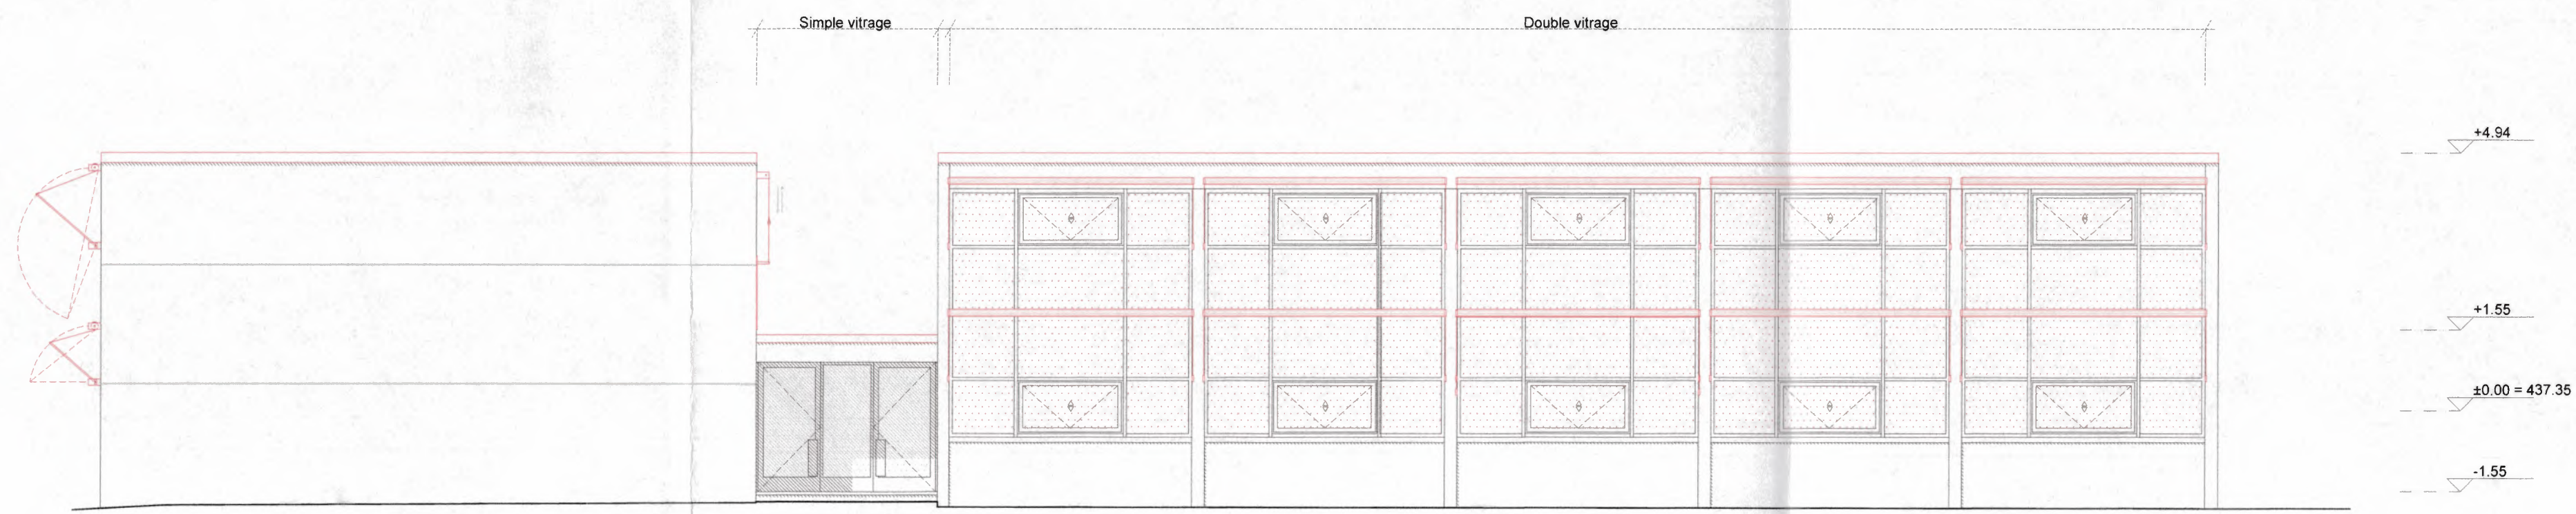 Simple vitrage
Double vitrage
+4.94
+1.55
±0.00 = 437.35
-1.55